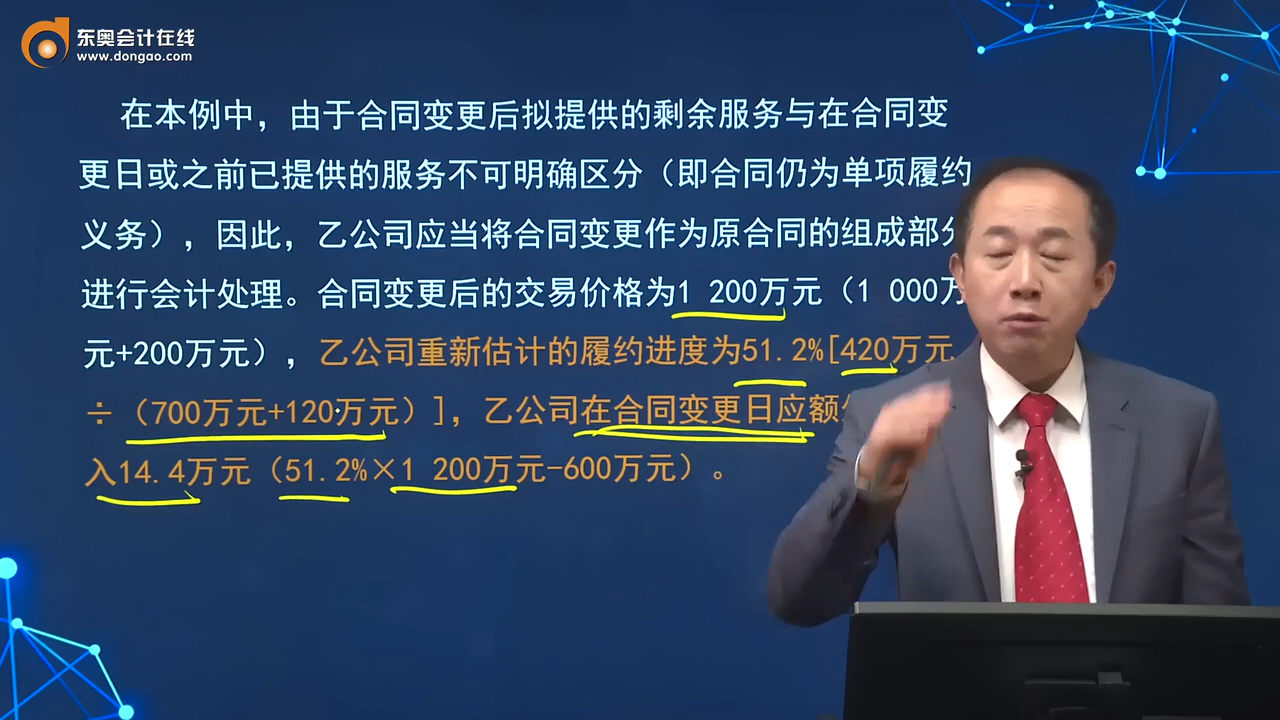 东奥会计在线
www.dongao.com
在本例中，由于合同变更后拟提供的剩余服务与在合同变
更日或之前已提供的服务不可明确区分（即合同仍为单项履约
义务），因此，乙公司应当将合同变更作为原合同的组成部分
进行会计处理。合同变更后的交易价格为1 200万元（1 000万
元+200万元），乙公司重新估计的履约进度为51.2%[420万元
÷（700万元+120万元）]，乙公司在合同变更日应额
入14.4万元（51.2%×1 200万元-600万元）。